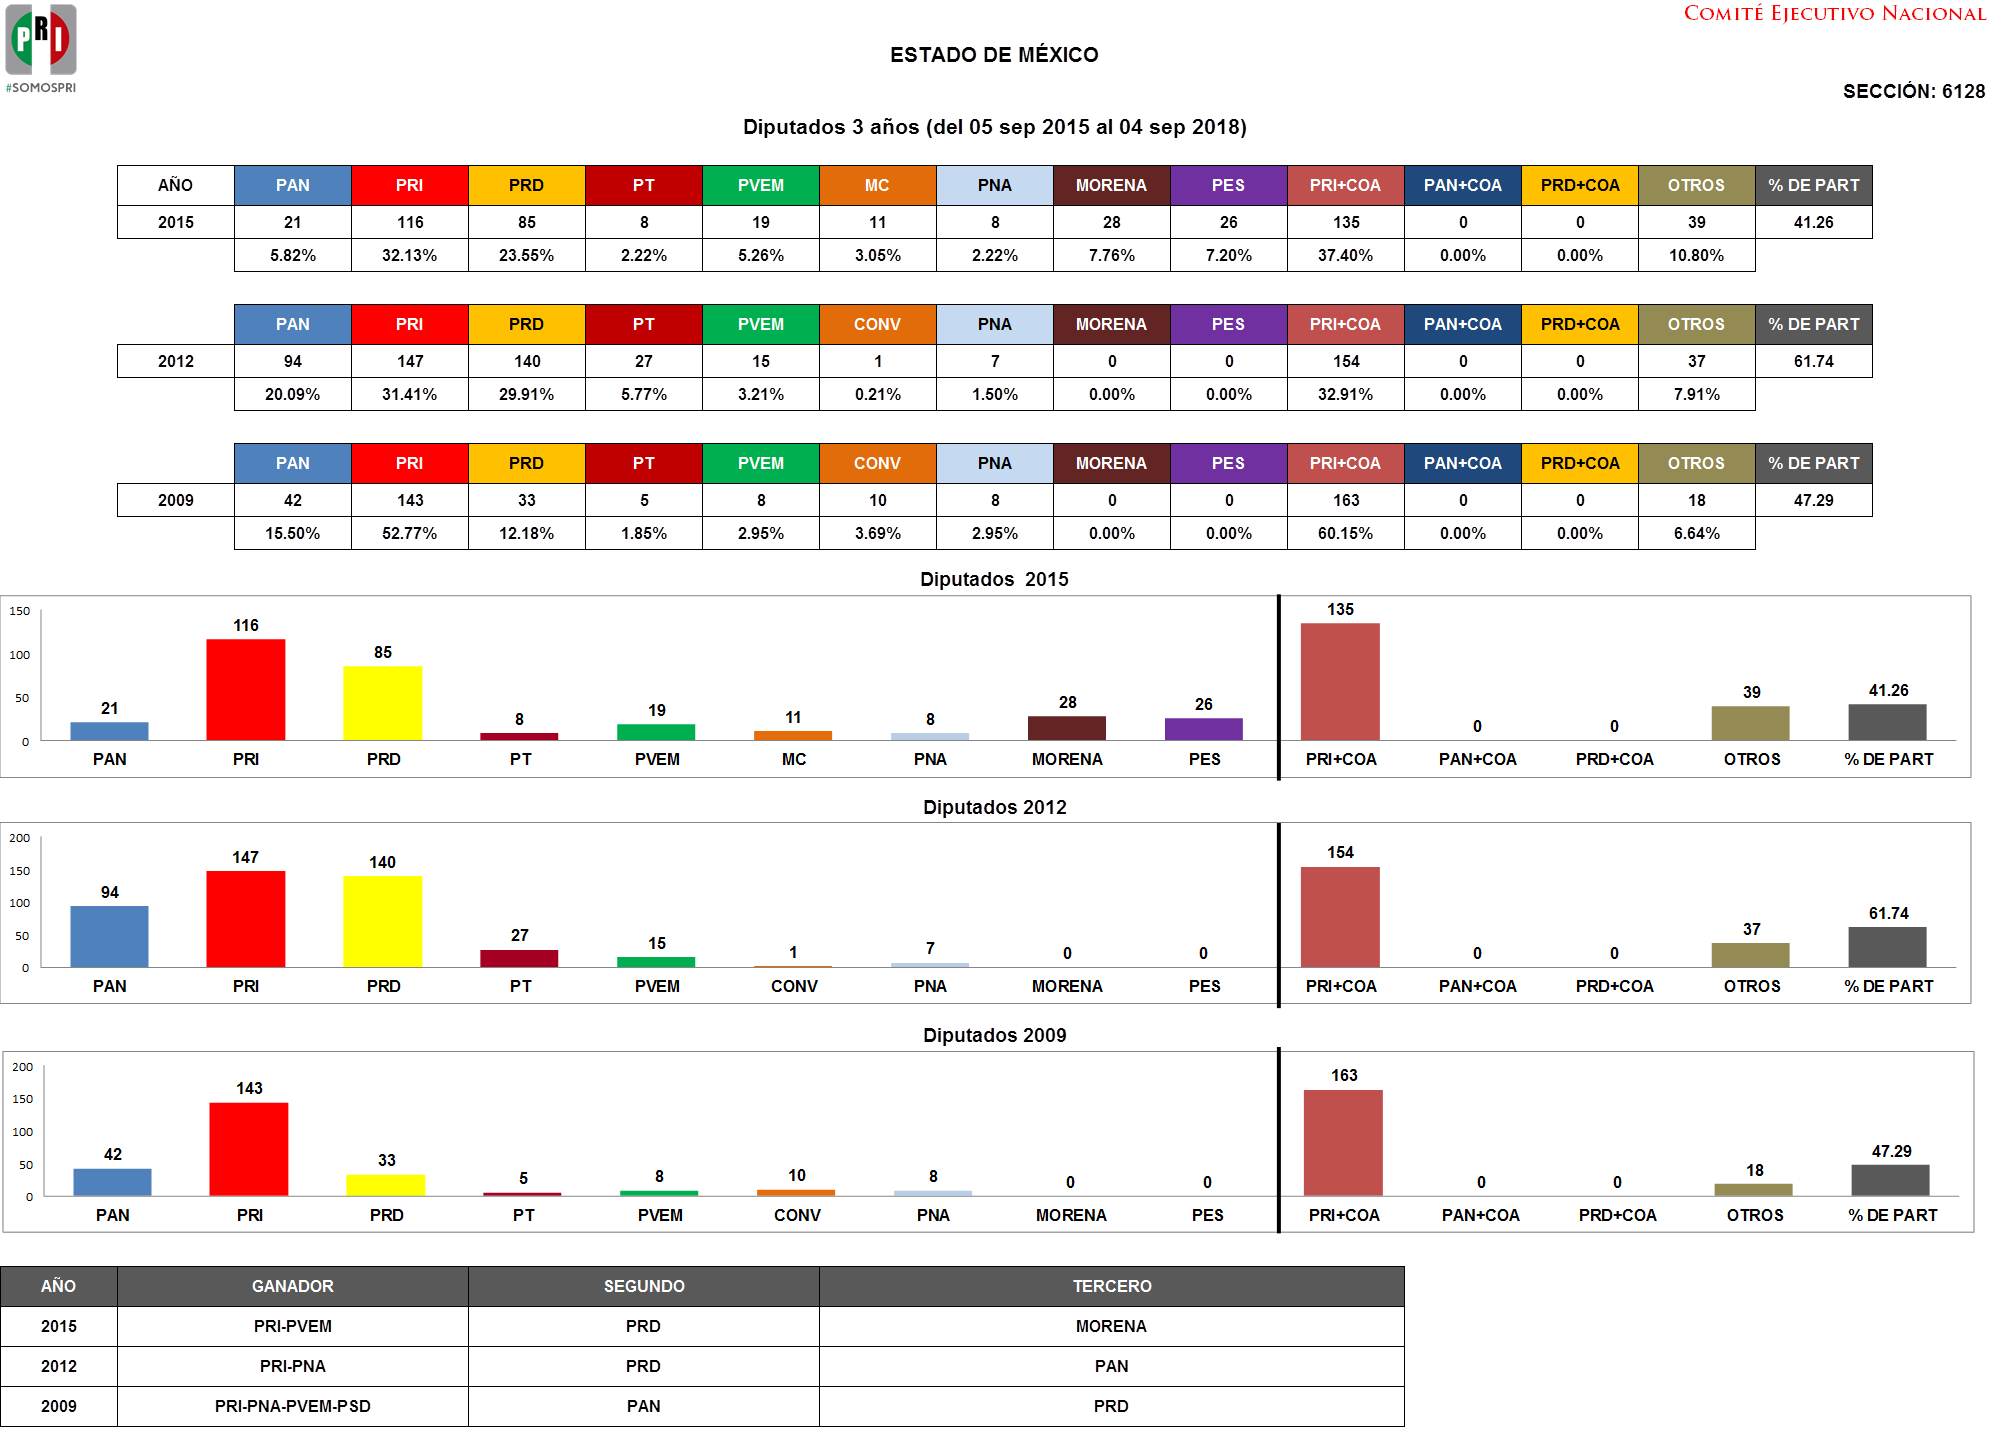 PRI
#SOMOSPRI
COMITÉ EJECUTIVO NACIONAL
ESTADO DE MÉXICO
SECCIÓN: 6128
Diputados 3 años (del 05 sep 2015 al 04 sep 2018)
AÑO PAN PRI PRD PT PVEM MC PNA MORENA PES PRI+COA PAN+COA PRD+COA OTROS % DE PART
2015 21 116 85 8 19 11 8 28 26 135 0 0 39 41.26
5.82% 32.13% 23.55% 2.22% 5.26% 3.05% 2.22% 7.76% 7.20% 37.40% 0.00% 0.00% 10.80%
PAN PRI PRD PT PVEM CONV PNA MORENA PES PRI+COA PAN+COA PRD+COA OTROS % DE PART
2012 94 147 140 27 15 1 7 0 0 154 0 0 37 61.74
20.09% 31.41% 29.91% 5.77% 3.21% 0.21% 1.50% 0.00% 0.00% 32.91% 0.00% 0.00% 7.91%
PAN PRI PRD PT PVEM CONV PNA MORENA PES PRI+COA PAN+COA PRD+COA OTROS % DE PART
2009 42 143 33 5 8 10 8 0 0 163 0 0 18 47.29
15.50% 52.77% 12.18% 1.85% 2.95% 3.69% 2.95% 0.00% 0.00% 60.15% 0.00% 0.00% 6.64%
Diputados 2015
150
100
50
0
21 116 85 8 19 11 8 28 26 135 0 0 39 41.26
PAN PRI PRD PT PVEM MC PNA MORENA PES PRI+COA PAN+COA PRD+COA OTROS % DE PART
Diputados 2012
200
150
100
50
0
94 147 140 27 15 1 7 0 0 154 0 0 37 61.74
PAN PRI PRD PT PVEM CONV PNA MORENA PES PRI+COA PAN+COA PRD+COA OTROS % DE PART
Diputados 2009
200
150
100
50
0
42 143 33 5 8 10 8 0 0 163 0 0 18 47.29
PAN PRI PRD PT PVEM CONV PNA MORENA PES PRI+COA PAN+COA PRD+COA OTROS % DE PART
AÑO GANADOR SEGUNDO TERCERO
2015 PRI-PVEM PRD MORENA
2012 PRI-PNA PRD PAN
2009 PRI-PNA-PVEM-PSD PAN PRD